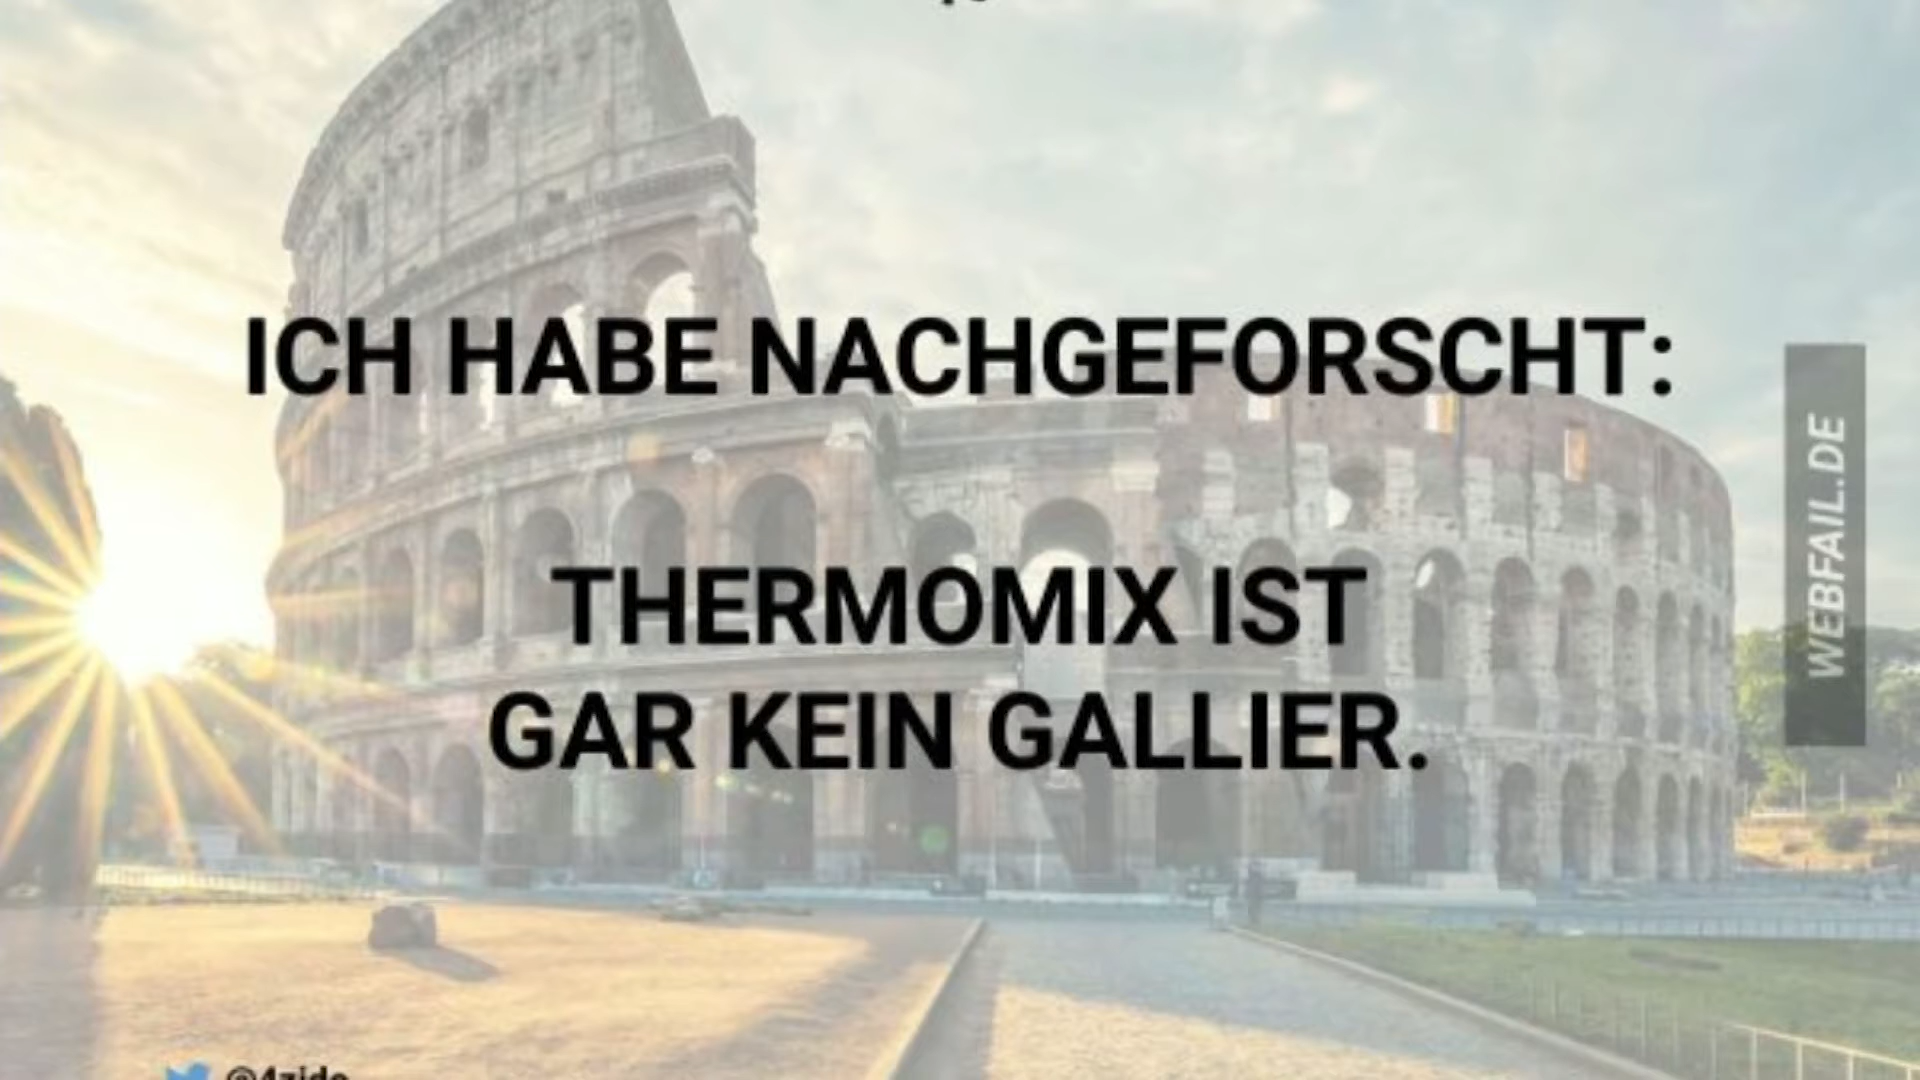 ICH HABE NACHGEFORSCHT:
THERMOMIX IST
GAR KEIN GALLIER.
WEBFAIL.DE